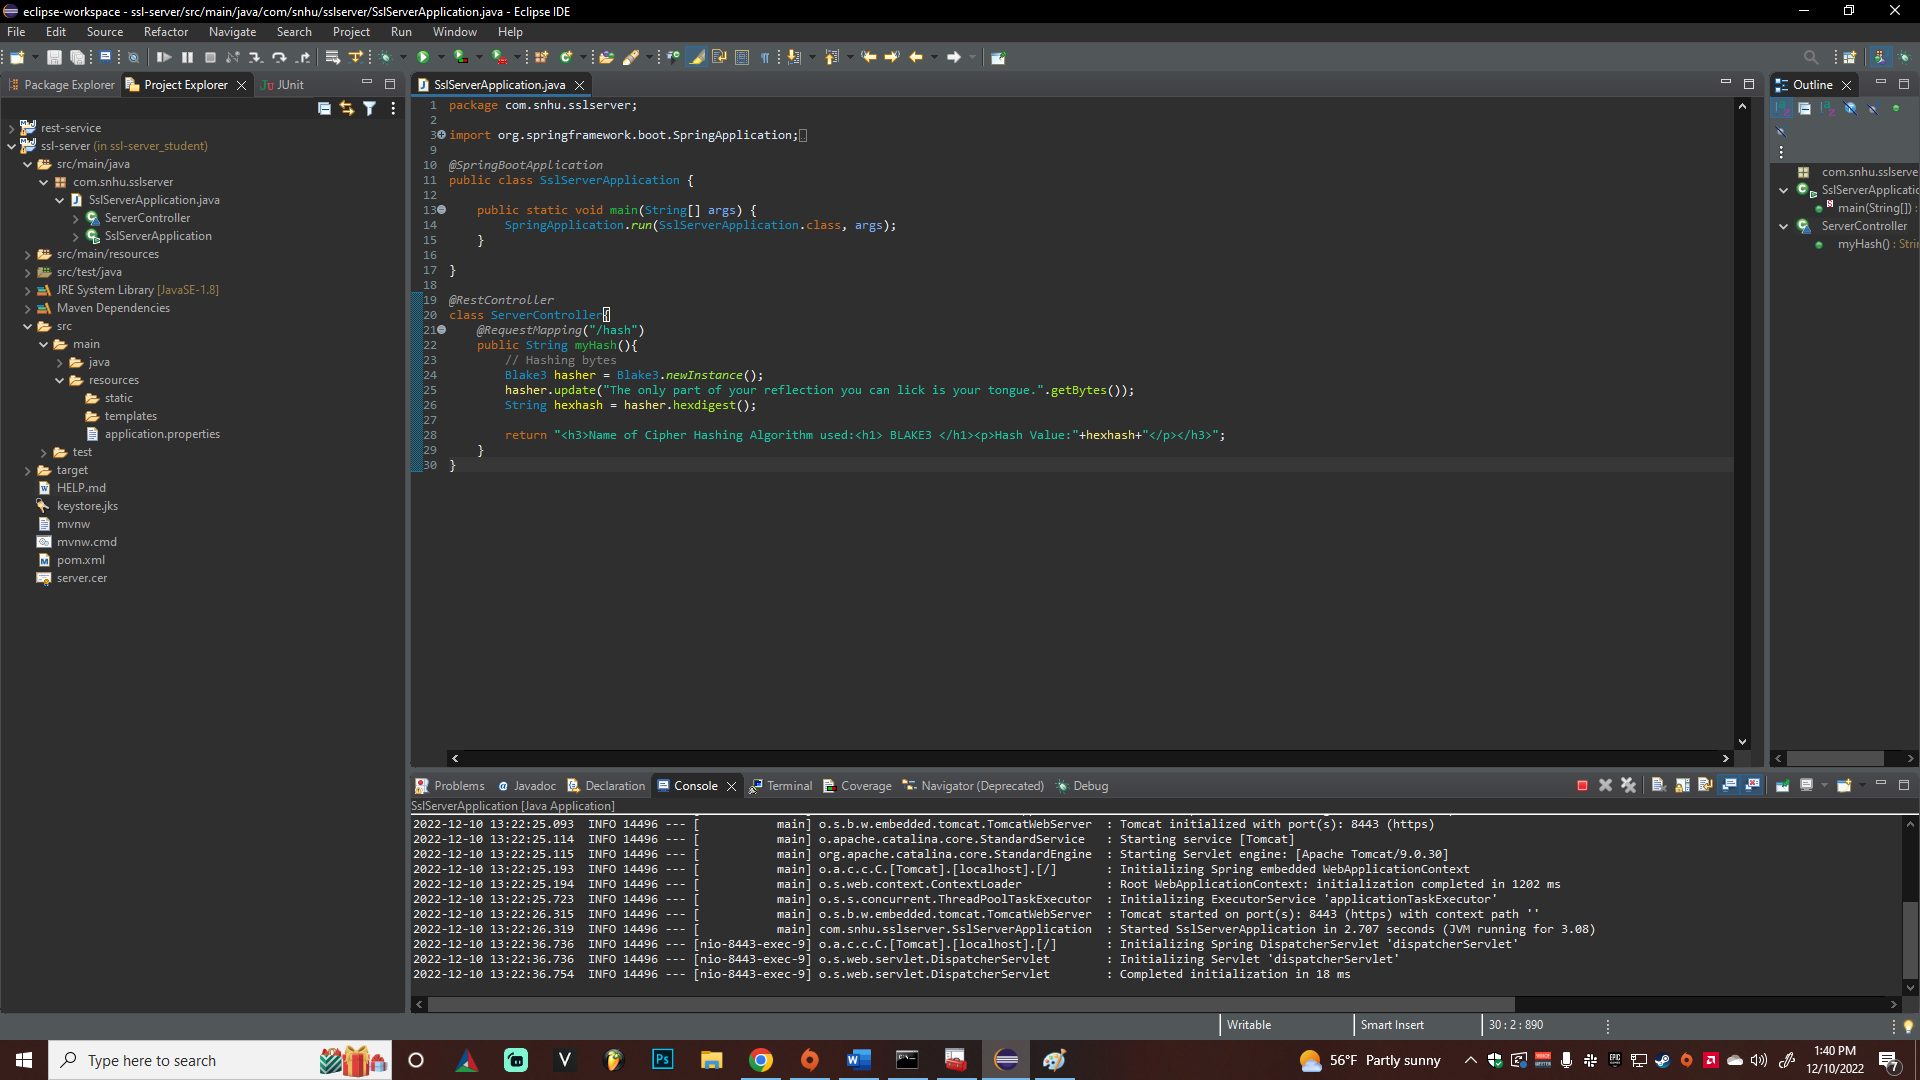 eclipse-workspace - ssl-server/src/main/java/com/snhu/sslserver/SslServerApplication.java - Eclipse IDE
File Edit Source Refactor Navigate Search Project Run Window Help
Package Explorer Project Explorer JUnit
rest-service
ssl-server (in ssl-server_student)
src/main/java
com.snhu.sslserver
SslServerApplication.java
ServerController
SslServerApplication
src/main/resources
src/test/java
JRE System Library [JavaSE-1.8]
Maven Dependencies
src
main
java
resources
static
templates
application.properties
test
target
HELP.md
keystore.jks
mvnw
mvnw.cmd
pom.xml
server.cer
SslServerApplication.java
1 package com.snhu.sslserver;
2
3 import org.springframework.boot.SpringApplication;
9
10 @SpringBootApplication
11 public class SslServerApplication {
12
13 public static void main(String[] args) {
14 SpringApplication.run(SslServerApplication.class, args);
15 }
16
17 }
18
19 @RestController
20 class ServerController{
21 @RequestMapping("/hash")
22 public String myHash(){
23 // Hashing bytes
24 Blake3 hasher = Blake3.newInstance();
25 hasher.update("The only part of your reflection you can lick is your tongue.".getBytes());
26 String hexhash = hasher.hexdigest();
27
28 return "<h3>Name of Cipher Hashing Algorithm used:<h1> BLAKE3 </h1><p>Hash Value:"+hexhash+"</p></h3>";
29 }
30 }
Outline
com.snhu.sslserve
SslServerApplicatic
main(String[]) :
ServerController
myHash() : Strir
Problems Javadoc Declaration Console Terminal Coverage Navigator (Deprecated) Debug
SslServerApplication [Java Application]
2022-12-10 13:22:25.093 INFO 14496 --- [ main] o.s.b.w.embedded.tomcat.TomcatWebServer : Tomcat initialized with port(s): 8443 (https)
2022-12-10 13:22:25.114 INFO 14496 --- [ main] o.apache.catalina.core.StandardService : Starting service [Tomcat]
2022-12-10 13:22:25.115 INFO 14496 --- [ main] org.apache.catalina.core.StandardEngine : Starting Servlet engine: [Apache Tomcat/9.0.30]
2022-12-10 13:22:25.193 INFO 14496 --- [ main] o.a.c.c.C.[Tomcat].[localhost].[/] : Initializing Spring embedded WebApplicationContext
2022-12-10 13:22:25.194 INFO 14496 --- [ main] o.s.web.context.ContextLoader : Root WebApplicationContext: initialization completed in 1202 ms
2022-12-10 13:22:25.723 INFO 14496 --- [ main] o.s.s.concurrent.ThreadPoolTaskExecutor : Initializing ExecutorService 'applicationTaskExecutor'
2022-12-10 13:22:26.315 INFO 14496 --- [ main] o.s.b.w.embedded.tomcat.TomcatWebServer : Tomcat started on port(s): 8443 (https) with context path ''
2022-12-10 13:22:26.319 INFO 14496 --- [ main] com.snhu.sslserver.SslServerApplication : Started SslServerApplication in 2.707 seconds (JVM running for 3.08)
2022-12-10 13:22:36.736 INFO 14496 --- [nio-8443-exec-9] o.a.c.c.C.[Tomcat].[localhost].[/] : Initializing Spring DispatcherServlet 'dispatcherServlet'
2022-12-10 13:22:36.736 INFO 14496 --- [nio-8443-exec-9] o.s.web.servlet.DispatcherServlet : Initializing Servlet 'dispatcherServlet'
2022-12-10 13:22:36.754 INFO 14496 --- [nio-8443-exec-9] o.s.web.servlet.DispatcherServlet : Completed initialization in 18 ms
Writable Smart Insert 30 : 2 : 890
Type here to search
56°F Partly sunny
1:40 PM
12/10/2022